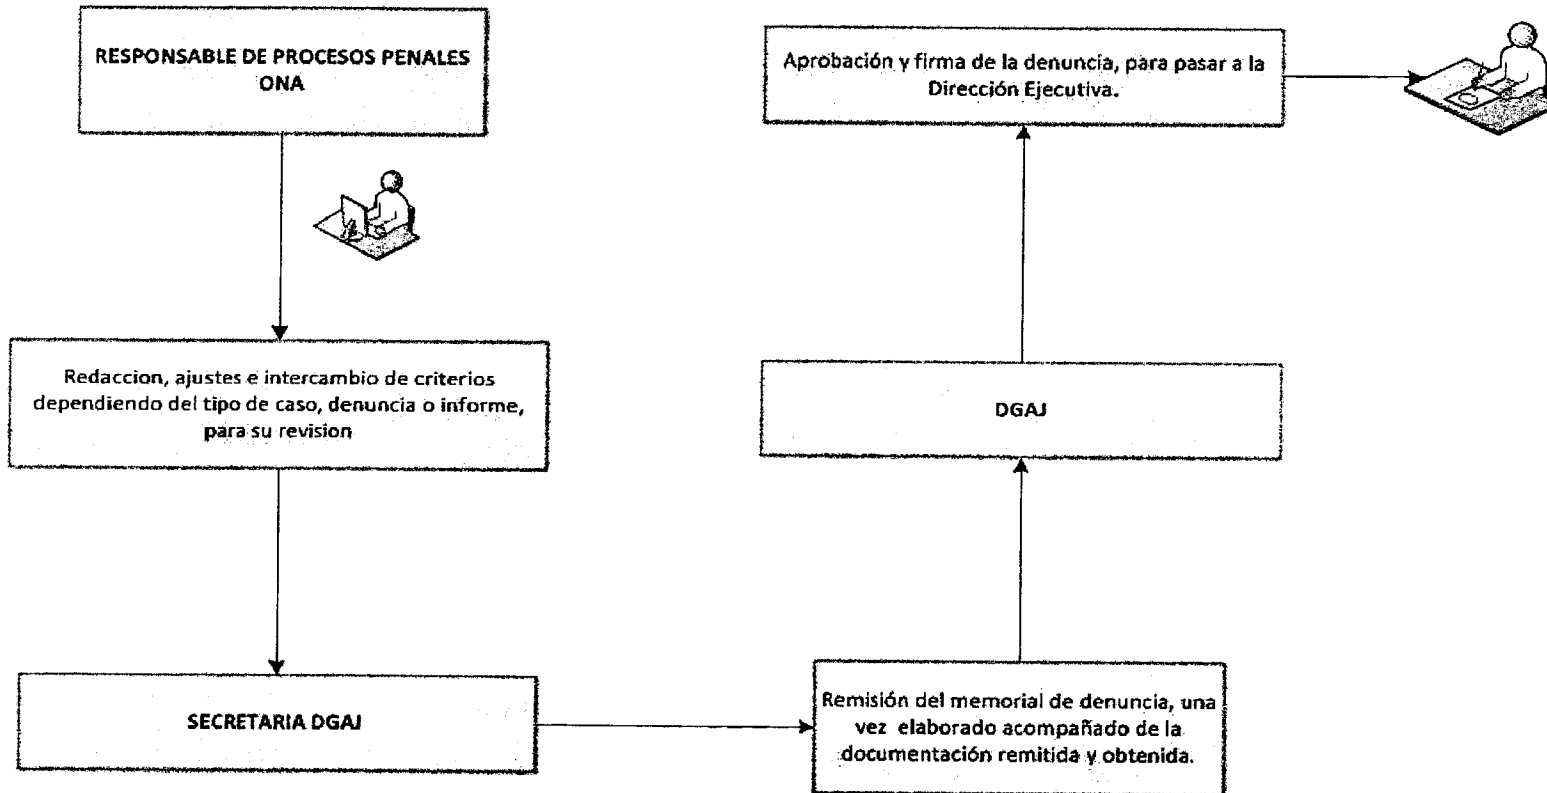 RESPONSABLE DE PROCESOS PENALES
ONA
Redaccion, ajustes e intercambio de criterios
dependiendo del tipo de caso, denuncia o informe,
para su revision
SECRETARIA DGAJ
Remisión del memorial de denuncia, una
vez elaborado acompañado de la
documentación remitida y obtenida.
DGAJ
Aprobación y firma de la denuncia, para pasar a la
Dirección Ejecutiva.